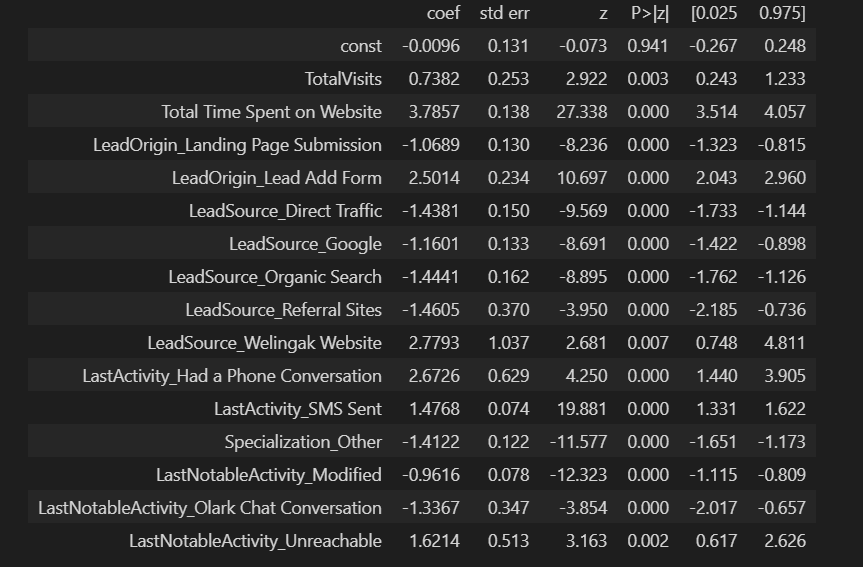 coef std err z P>|z| [0.025 0.975]
const -0.0096 0.131 -0.073 0.941 -0.267 0.248
TotalVisits 0.7382 0.253 2.922 0.003 0.243 1.233
Total Time Spent on Website 3.7857 0.138 27.338 0.000 3.514 4.057
LeadOrigin_Landing Page Submission -1.0689 0.130 -8.236 0.000 -1.323 -0.815
LeadOrigin_Lead Add Form 2.5014 0.234 10.697 0.000 2.043 2.960
LeadSource_Direct Traffic -1.4381 0.150 -9.569 0.000 -1.733 -1.144
LeadSource_Google -1.1601 0.133 -8.691 0.000 -1.422 -0.898
LeadSource_Organic Search -1.4441 0.162 -8.895 0.000 -1.762 -1.126
LeadSource_Referral Sites -1.4605 0.370 -3.950 0.000 -2.185 -0.736
LeadSource_Welingak Website 2.7793 1.037 2.681 0.007 0.748 4.811
LastActivity_Had a Phone Conversation 2.6726 0.629 4.250 0.000 1.440 3.905
LastActivity_SMS Sent 1.4768 0.074 19.881 0.000 1.331 1.622
Specialization_Other -1.4122 0.122 -11.577 0.000 -1.651 -1.173
LastNotableActivity_Modified -0.9616 0.078 -12.323 0.000 -1.115 -0.809
LastNotableActivity_Olark Chat Conversation -1.3367 0.347 -3.854 0.000 -2.017 -0.657
LastNotableActivity_Unreachable 1.6214 0.513 3.163 0.002 0.617 2.626